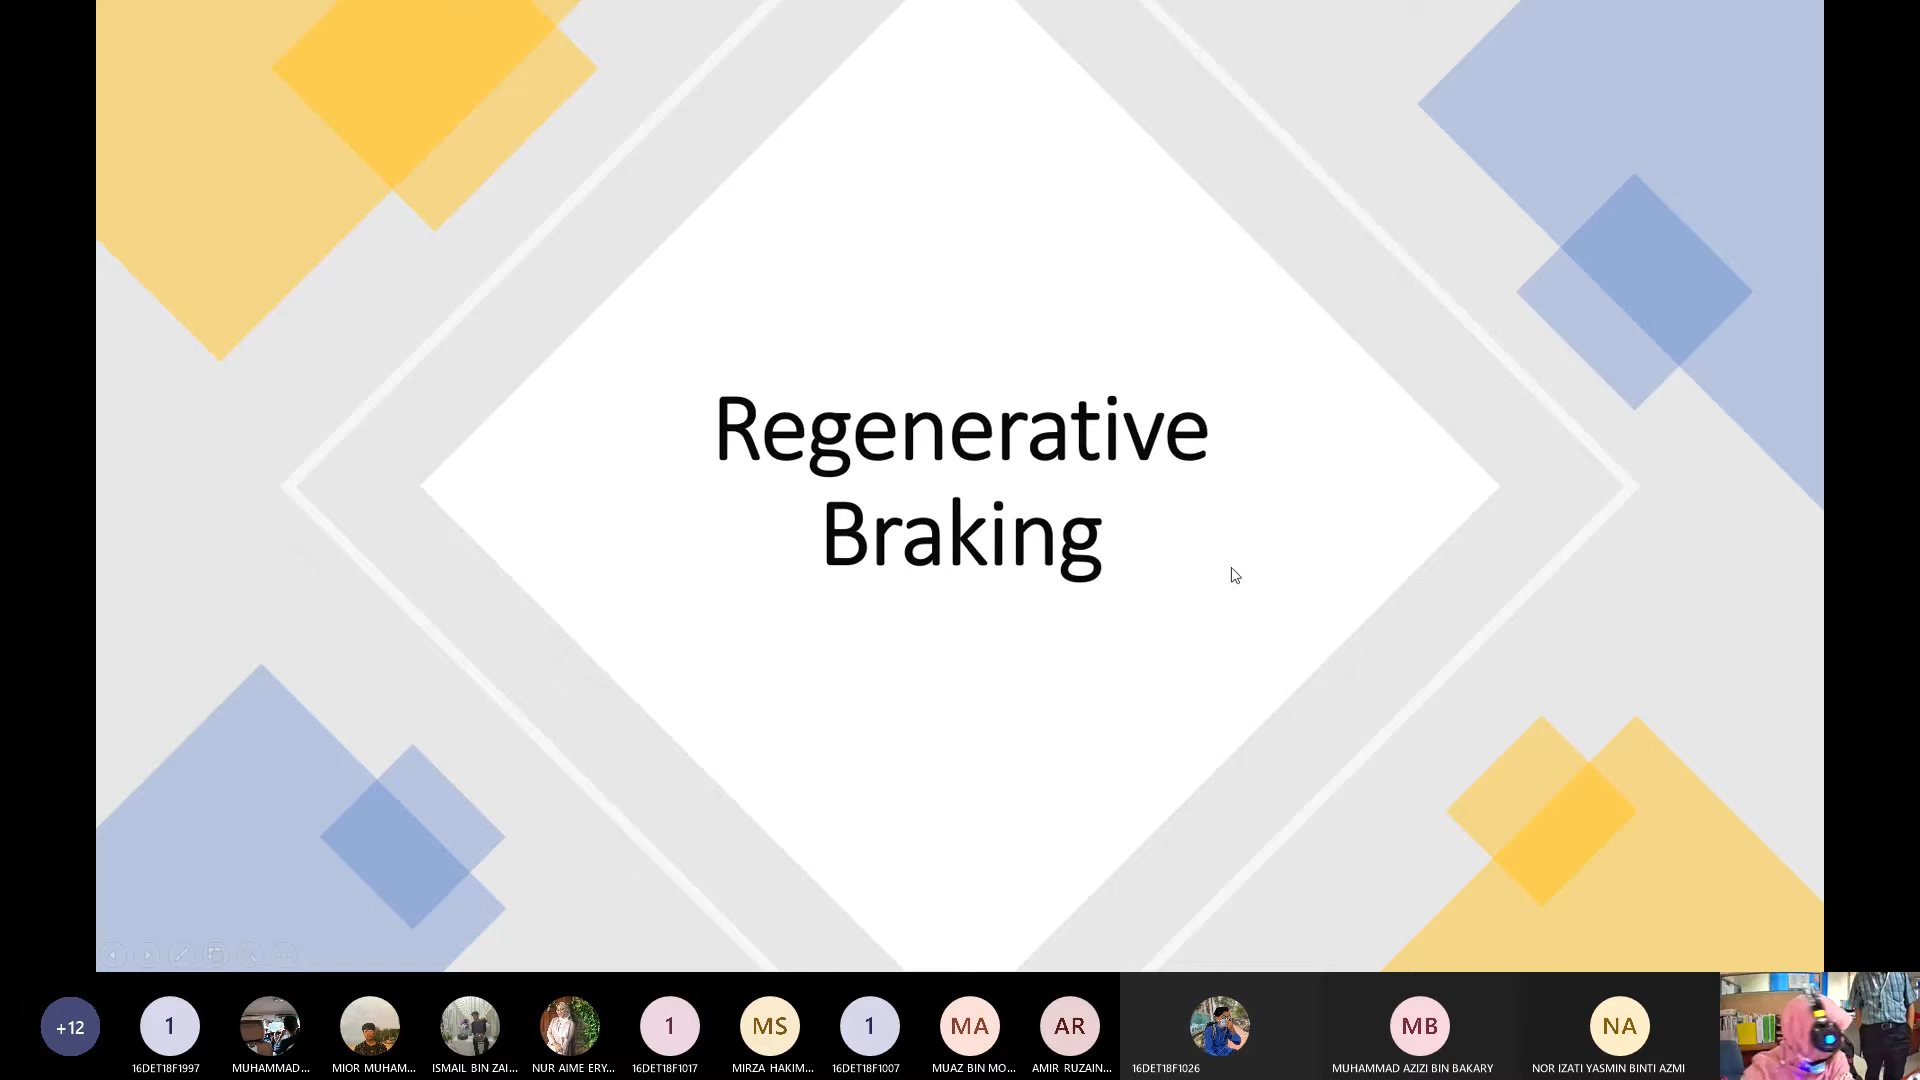 Regenerative
Braking
+12
1
1
MS
1
MA
AR
MB
NA
16DET18F1997
MUHAMMAD...
MIOR MUHAM...
ISMAIL BIN ZAI...
NUR AIME ERY...
16DET18F1017
MIRZA HAKIM...
16DET18F1007
MUAZ BIN MO...
AMIR RUZAIN...
16DET18F1026
MUHAMMAD AZIZI BIN BAKARY
NOR IZATI YASMIN BINTI AZMI